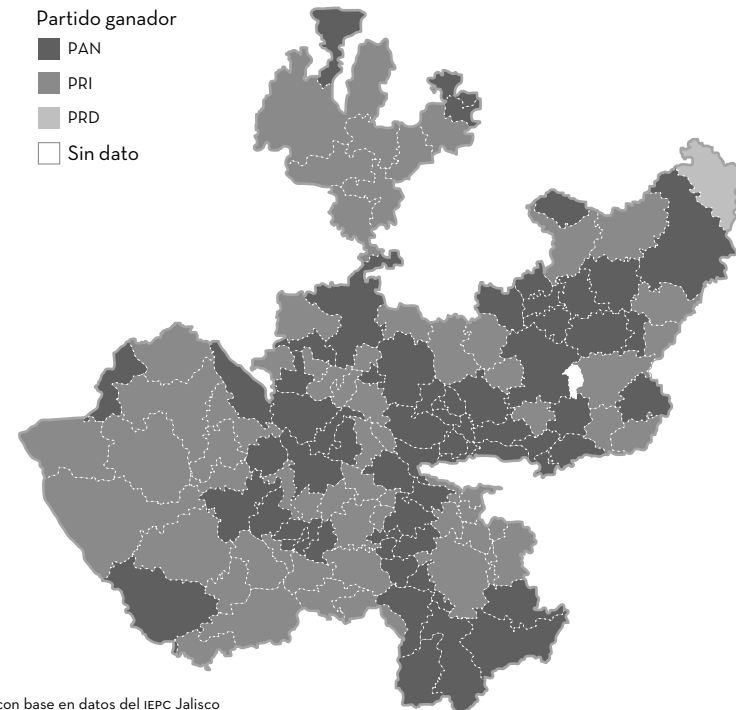 Partido ganador
PAN
PRI
PRD
Sin dato
con base en datos del IEPC Jalisco